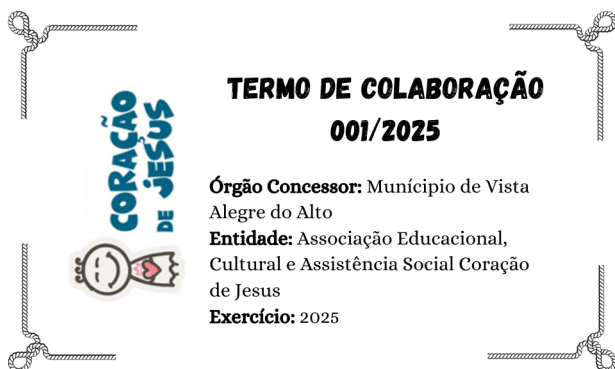 CORAÇÃO
DE JESUS
TERMO DE COLABORAÇÃO
001/2025
Órgão Concessor: Munícipio de Vista
Alegre do Alto
Entidade: Associação Educacional,
Cultural e Assistência Social Coração
de Jesus
Exercício: 2025